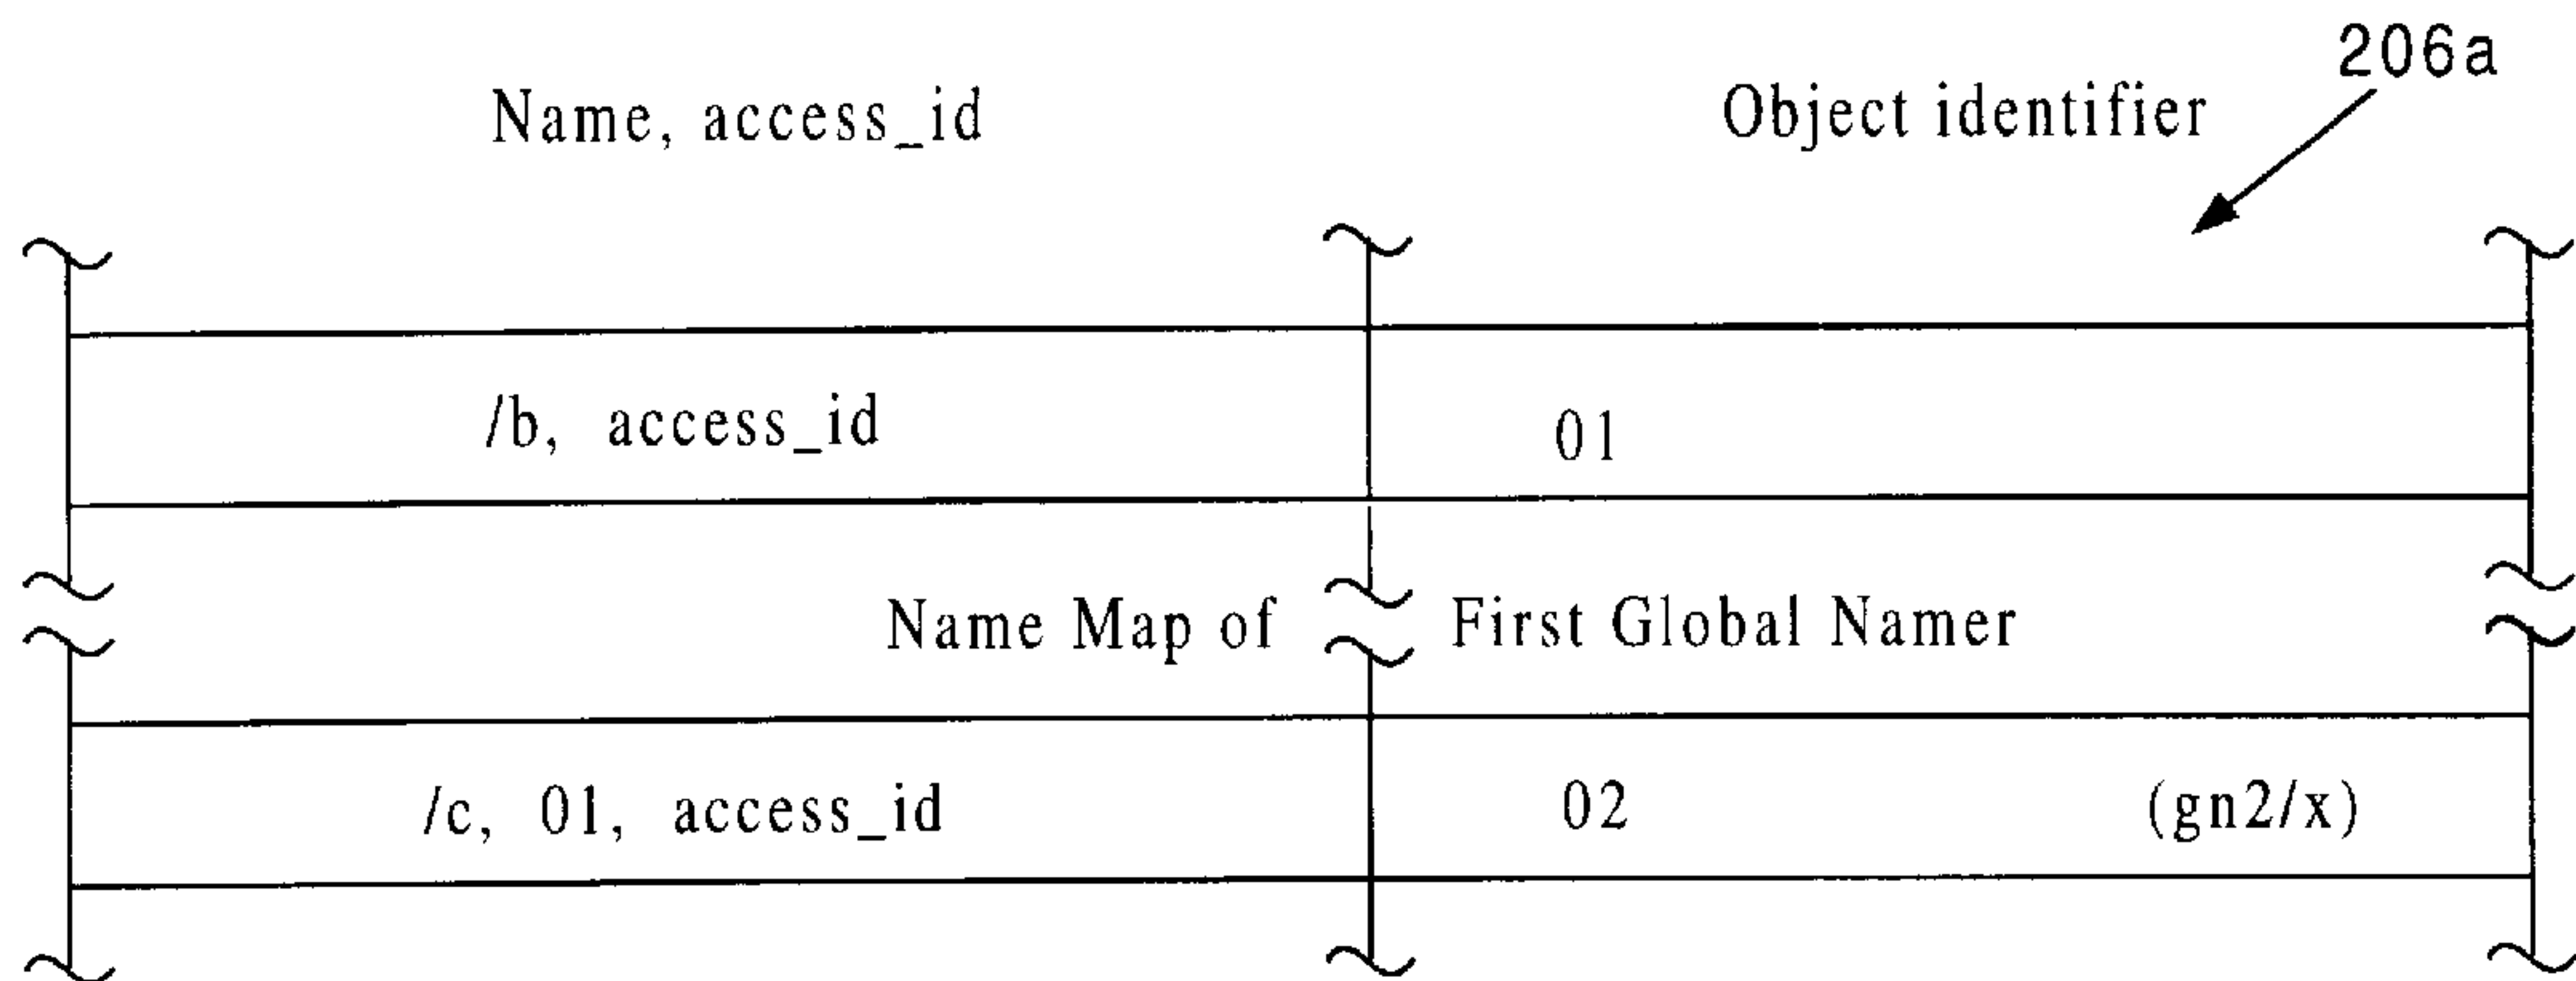 206a
Name, access_id Object identifier
/b, access_id 01
Name Map of First Global Namer
/c, 01, access_id 02 (gn2/x)